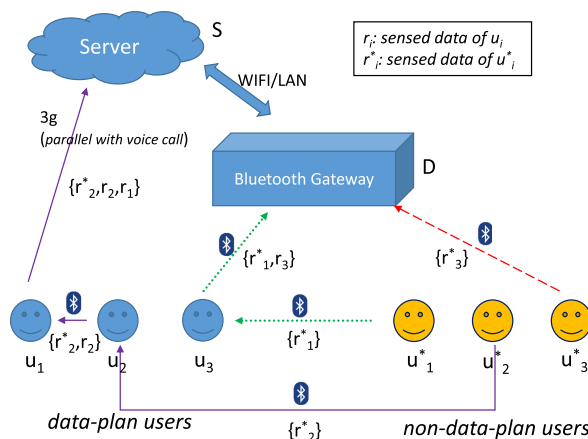 Server
S
r_i: sensed data of u_i
r*_i: sensed data of u*_i
WIFI/LAN
3g
(parallel with voice call)
{r*_2,r_2,r_1}
Bluetooth Gateway
D
{r*_1,r_3}
{r*_3}
{r*_2,r_2}
{r*_1}
u_1
u_2
u_3
u*_1
u*_2
u*_3
data-plan users
non-data-plan users
{r*_2}